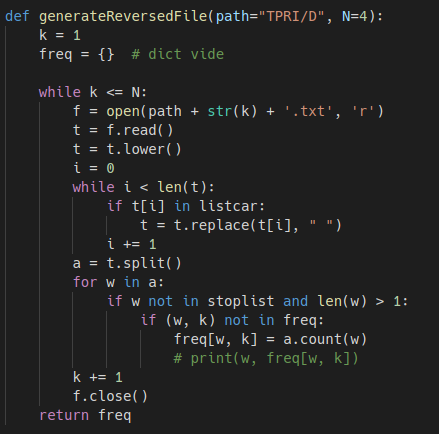 def generateReversedFile(path="TPRI/D", N=4):
    k = 1
    freq = {}  # dict vide

    while k <= N:
        f = open(path + str(k) + '.txt', 'r')
        t = f.read()
        t = t.lower()
        i = 0
        while i < len(t):
            if t[i] in listcar:
                t = t.replace(t[i], " ")
            i += 1
        a = t.split()
        for w in a:
            if w not in stoplist and len(w) > 1:
                if (w, k) not in freq:
                    freq[w, k] = a.count(w)
                    # print(w, freq[w, k])
        k += 1
        f.close()
    return freq